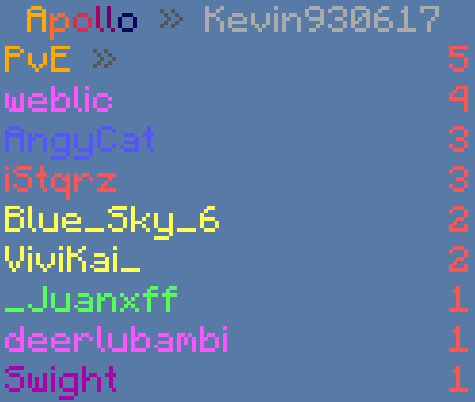 Apollo » Kevin930617
PvE » 5
weblic 4
AngyCat 3
iStqrz 3
Blue_Sky_6 2
ViviKai_ 2
_Juanxff 1
deerlubambi 1
Swight 1